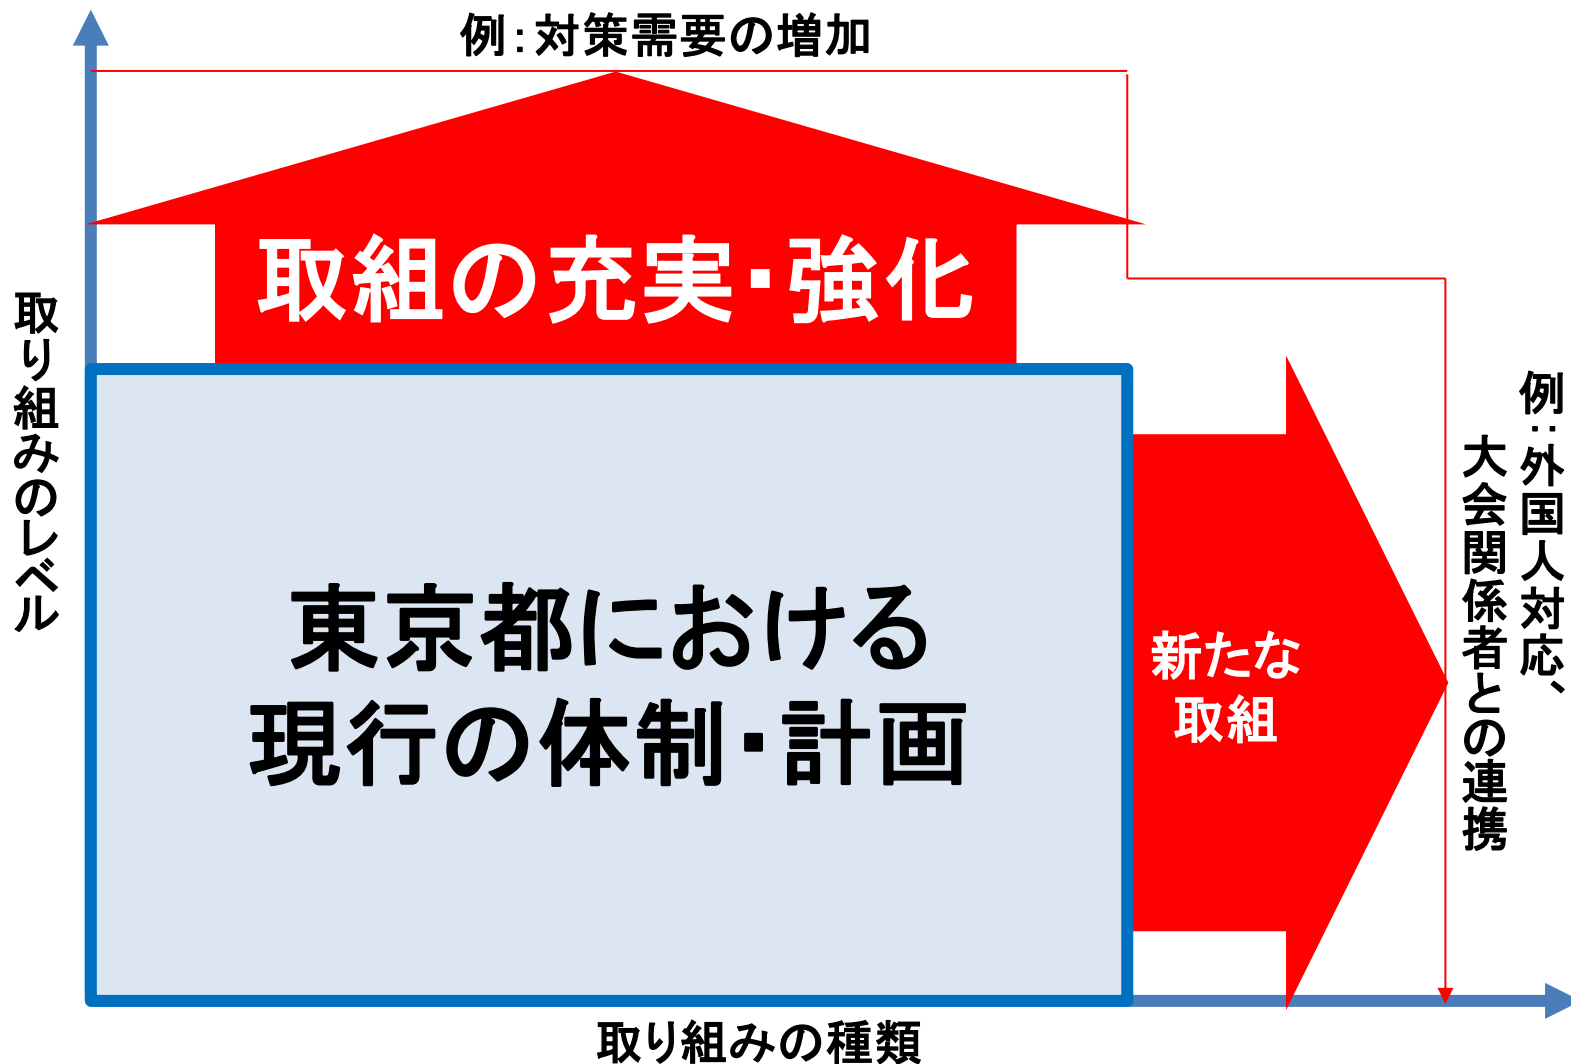 例：対策需要の増加
取組の充実・強化
取り組みのレベル
東京都における
現行の体制・計画
新たな
取組
例：外国人対応、
大会関係者との連携
取り組みの種類